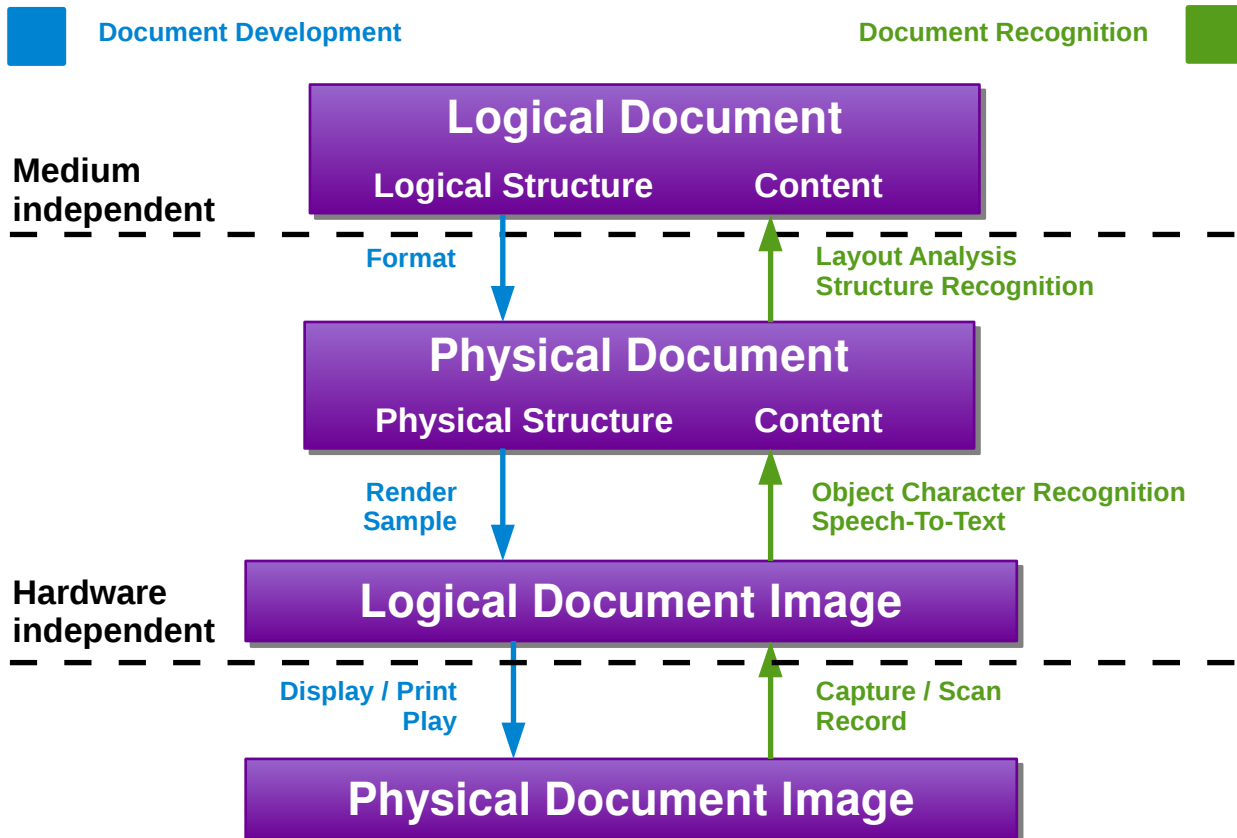 Document Development
Document Recognition
Logical Document
Logical Structure
Content
Medium
independent
Format
Layout Analysis
Structure Recognition
Physical Document
Physical Structure
Content
Render
Sample
Object Character Recognition
Speech-To-Text
Hardware
independent
Logical Document Image
Display / Print
Play
Capture / Scan
Record
Physical Document Image